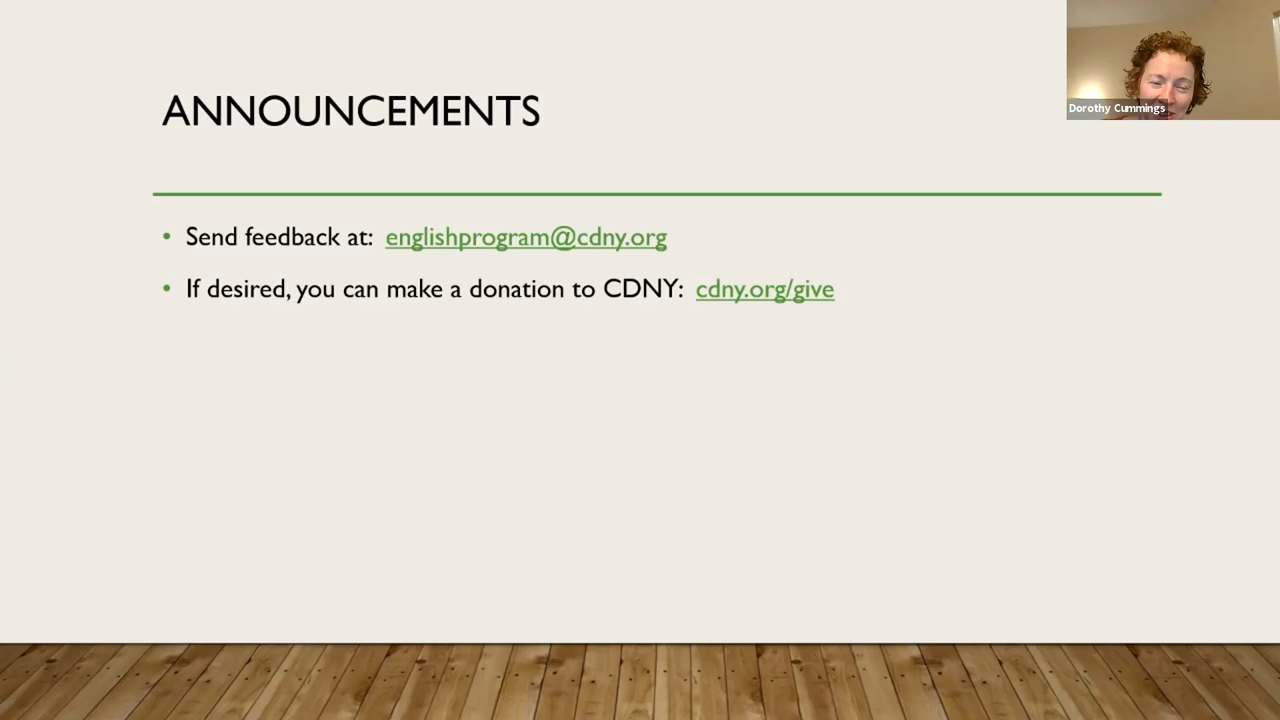 ANNOUNCEMENTS
Dorothy Cummings
• Send feedback at: englishprogram@cdny.org
• If desired, you can make a donation to CDNY: cdny.org/give